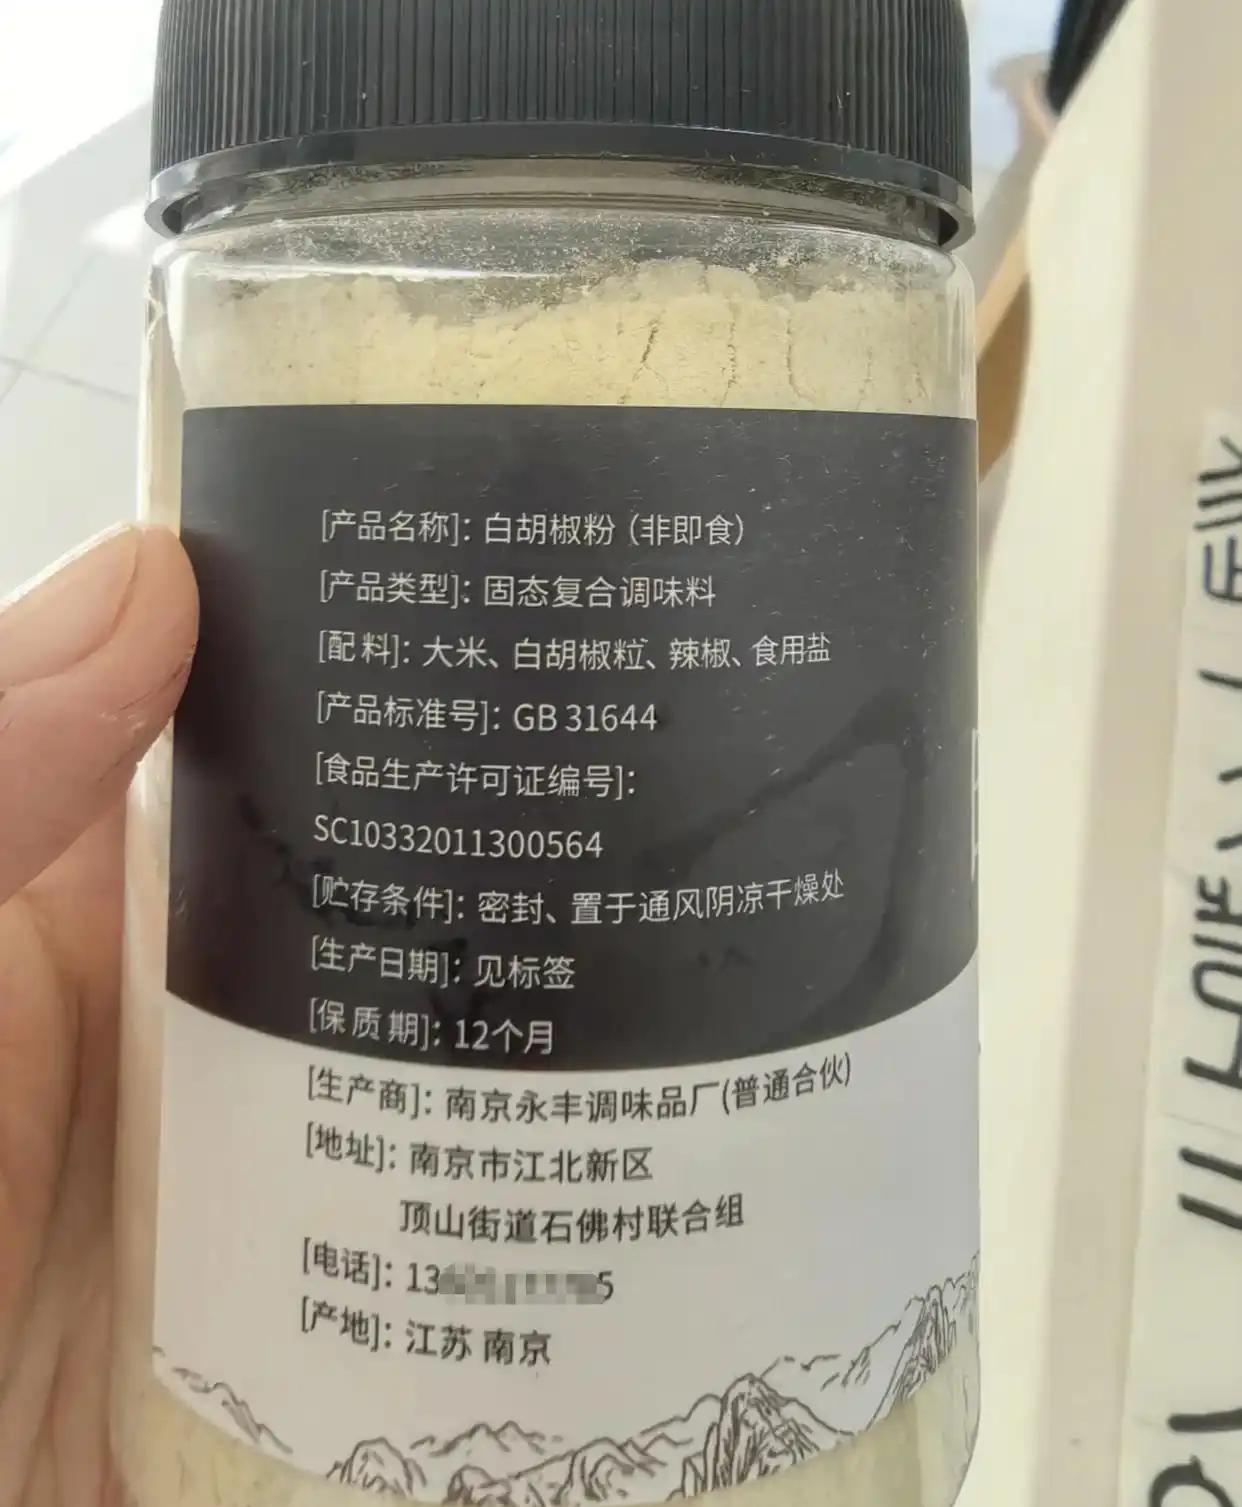 [产品名称]：白胡椒粉（非即食）
[产品类型]：固态复合调味料
[配料]：大米、白胡椒粒、辣椒、食用盐
[产品标准号]：GB 31644
[食品生产许可证编号]：
SC10332011300564
[贮存条件]：密封、置于通风阴凉干燥处
[生产日期]：见标签
[保质期]：12个月
[生产商]：南京永丰调味品厂(普通合伙)
[地址]：南京市江北新区
顶山街道石佛村联合组
[电话]：13 5
[产地]：江苏 南京